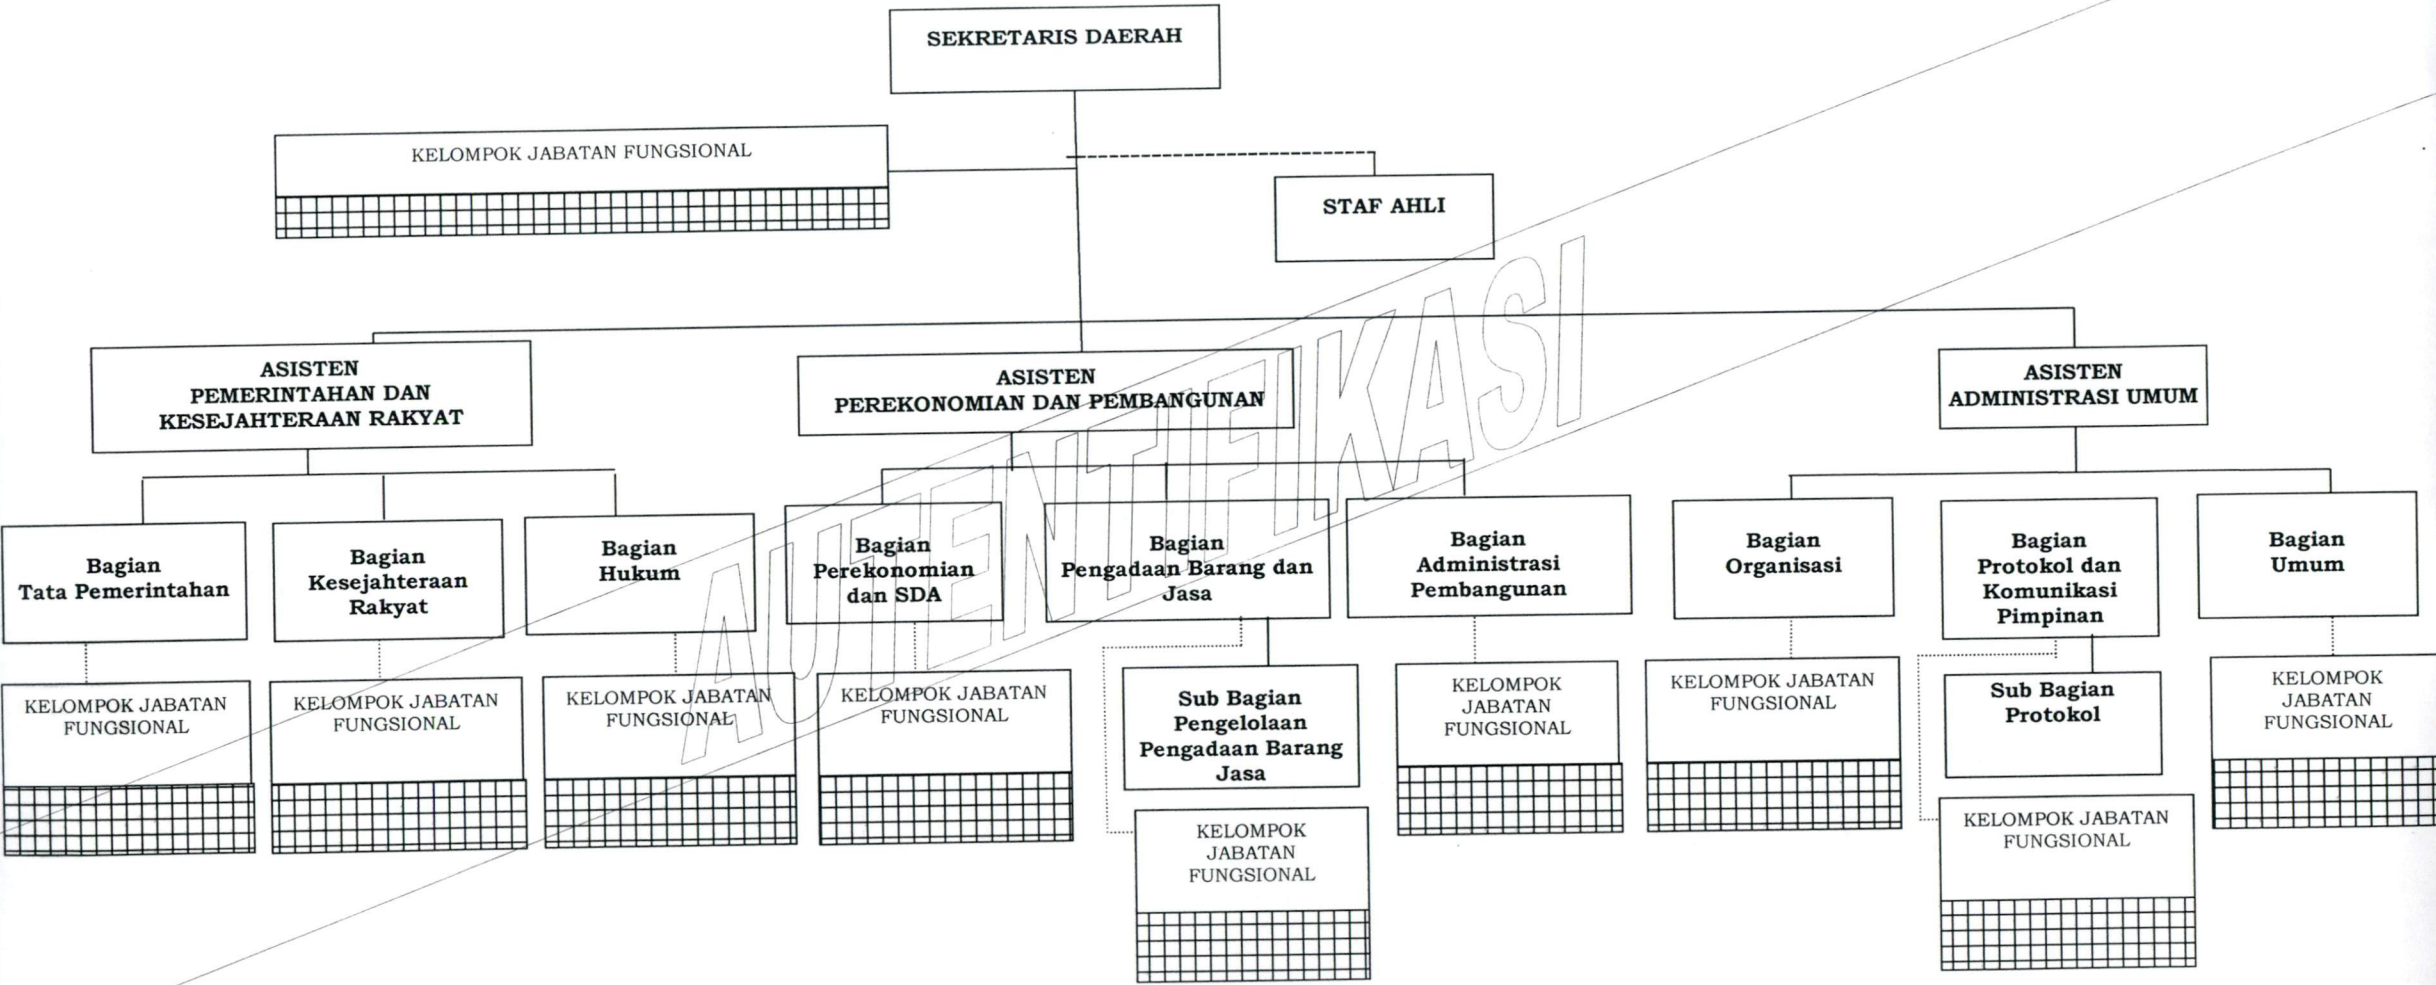 SEKRETARIS DAERAH
KELOMPOK JABATAN FUNGSIONAL
STAF AHLI
ASISTEN
PEMERINTAHAN DAN
KESEJAHTERAAN RAKYAT
ASISTEN
PEREKONOMIAN DAN PEMBANGUNAN
ASISTEN
ADMINISTRASI UMUM
Bagian
Tata Pemerintahan
Bagian
Kesejahteraan
Rakyat
Bagian
Hukum
Bagian
Perekonomian
dan SDA
Bagian
Pengadaan Barang dan
Jasa
Bagian
Administrasi
Pembangunan
Bagian
Organisasi
Bagian
Protokol dan
Komunikasi
Pimpinan
Bagian
Umum
KELOMPOK JABATAN
FUNGSIONAL
KELOMPOK JABATAN
FUNGSIONAL
KELOMPOK JABATAN
FUNGSIONAL
KELOMPOK JABATAN
FUNGSIONAL
Sub Bagian
Pengelolaan
Pengadaan Barang
Jasa
KELOMPOK
JABATAN
FUNGSIONAL
KELOMPOK
JABATAN
FUNGSIONAL
KELOMPOK JABATAN
FUNGSIONAL
Sub Bagian
Protokol
KELOMPOK JABATAN
FUNGSIONAL
KELOMPOK
JABATAN
FUNGSIONAL
AUTENTIFIKASI